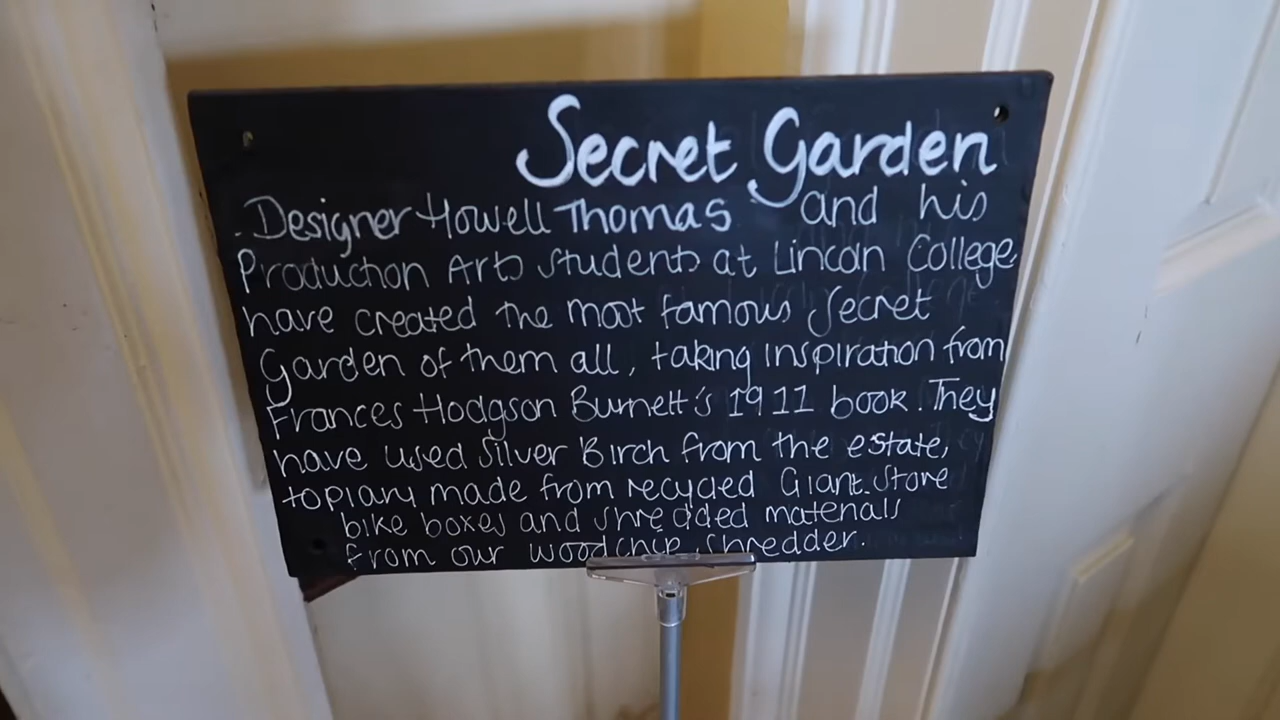 Secret Garden
Designer Howell Thomas and his
Production Arts students at Lincoln College,
have created the most famous Secret
Garden of them all, taking inspiration from
Frances Hodgson Burnett's 1911 book. They
have used Silver Birch from the estate,
topiary made from recycled Giant Store
bike boxes and shredded materials
from our woodchip shredder.